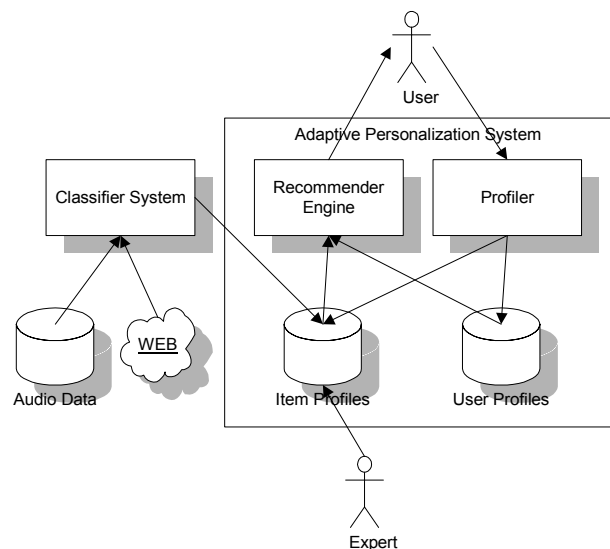 User
Adaptive Personalization System
Classifier System
Recommender
Engine
Profiler
WEB
Audio Data
Item Profiles
User Profiles
Expert